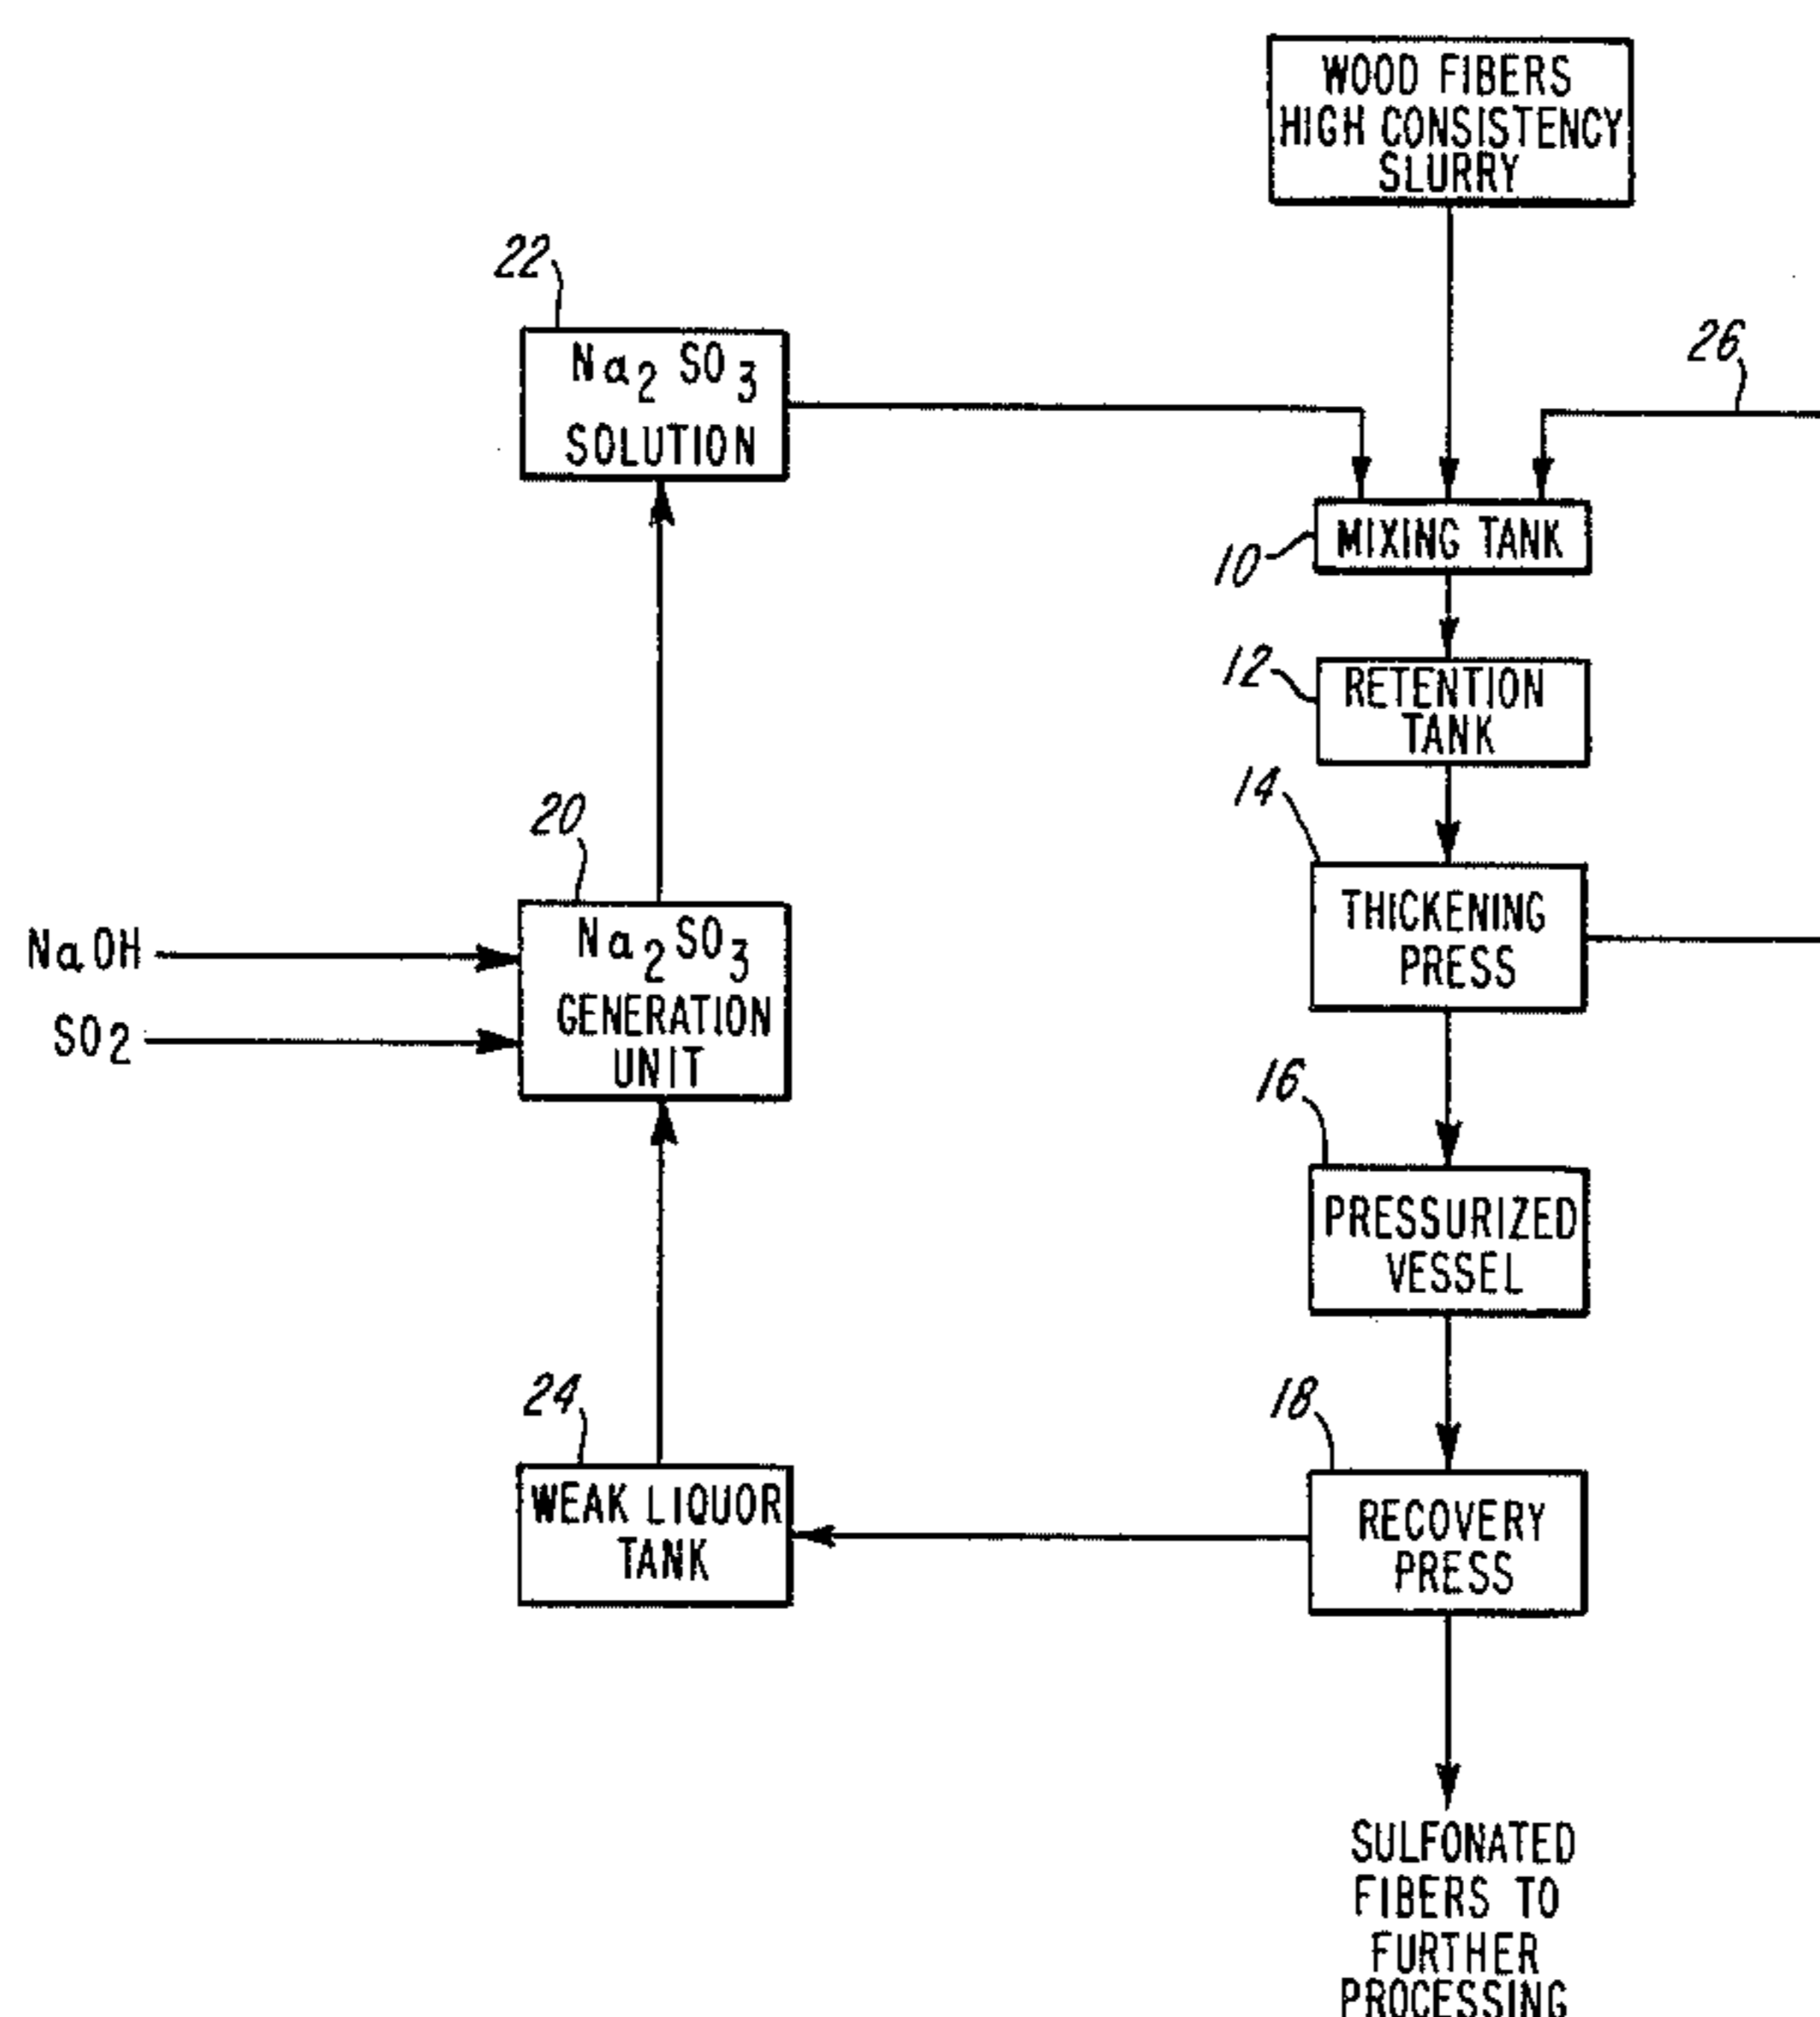 WOOD FIBERS
HIGH CONSISTENCY
SLURRY
22
Na2 SO3
SOLUTION
26
10
MIXING TANK
12
RETENTION
TANK
14
THICKENING
PRESS
20
Na2SO3
GENERATION
UNIT
NaOH
SO2
16
PRESSURIZED
VESSEL
24
WEAK LIQUOR
TANK
18
RECOVERY
PRESS
SULFONATED
FIBERS TO
FURTHER
PROCESSING